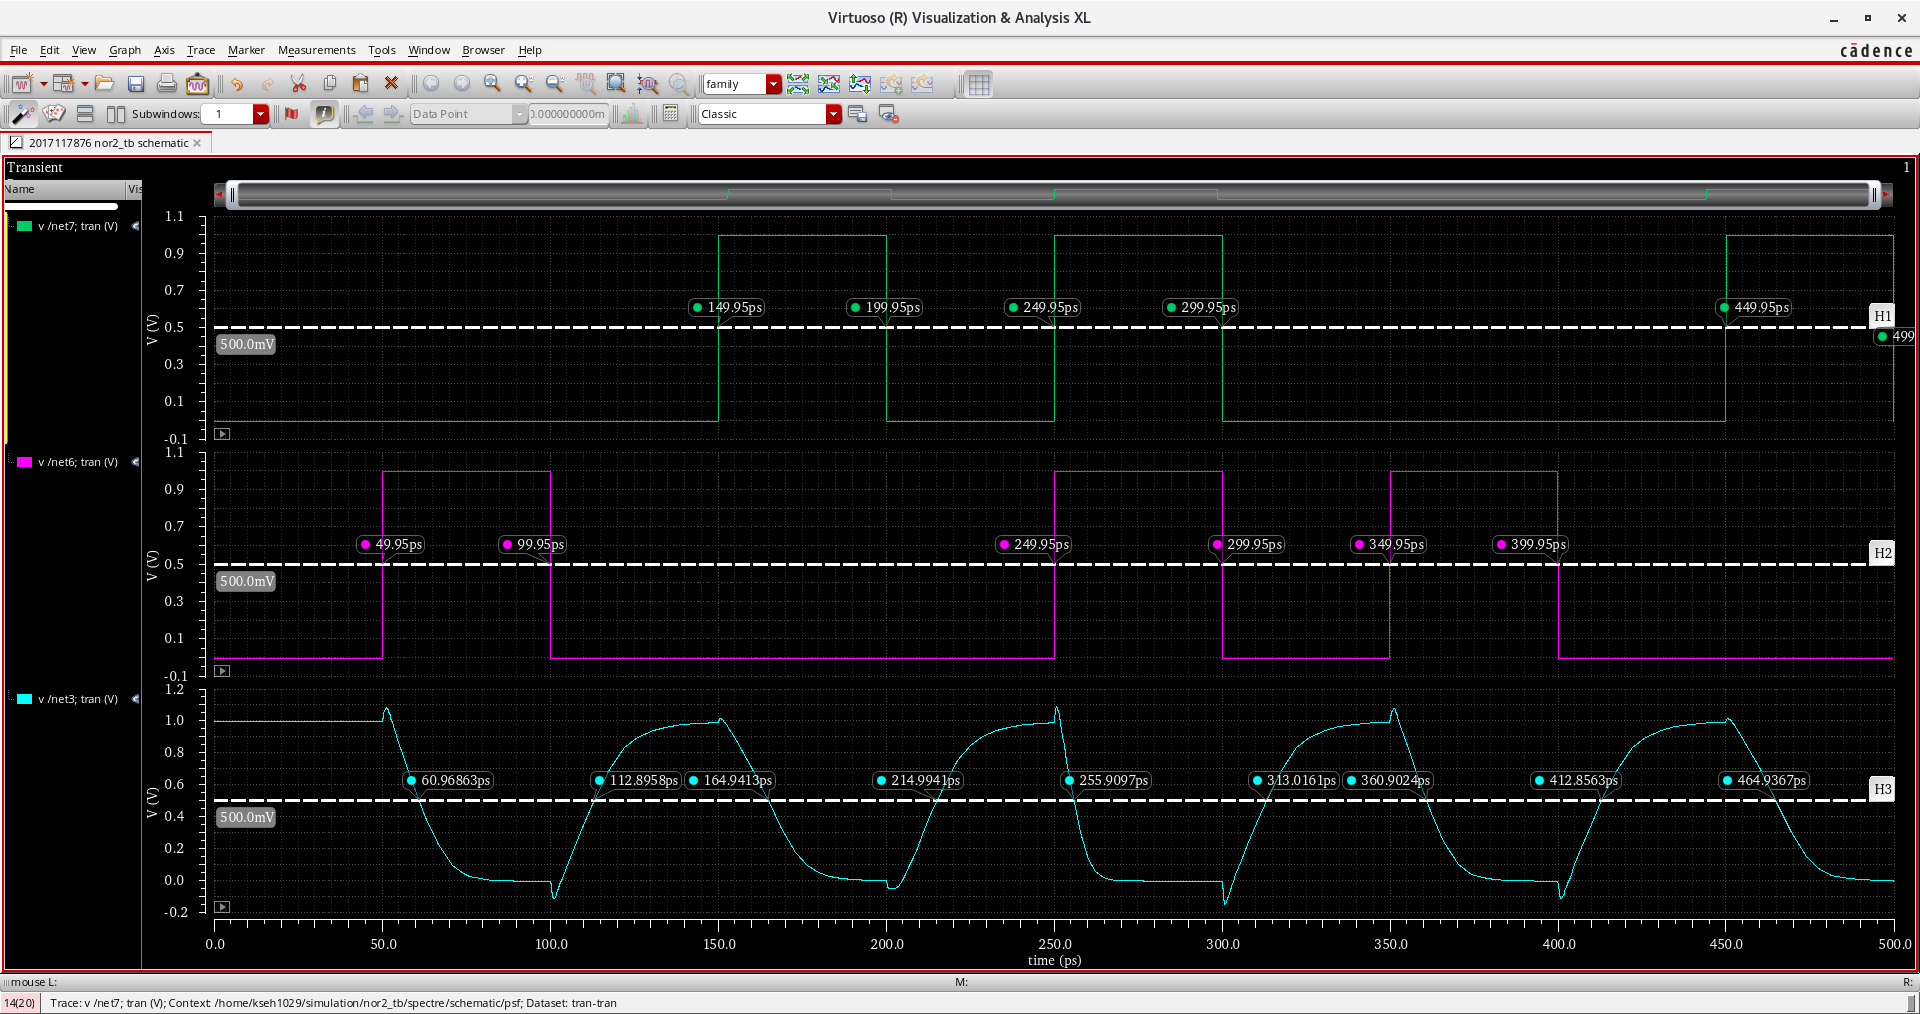 Virtuoso (R) Visualization & Analysis XL
File Edit View Graph Axis Trace Marker Measurements Tools Window Browser Help
cādence
family
Subwindows: 1
Data Point
0.000000000m
Classic
2017117876 nor2_tb schematic
Transient
1
Name
Vis
v /net7; tran (V)
1.1
0.9
0.7
0.5
0.3
0.1
-0.1
V (V)
149.95ps 199.95ps 249.95ps 299.95ps 449.95ps
H1
499
500.0mV
v /net6; tran (V)
1.1
0.9
0.7
0.5
0.3
0.1
-0.1
V (V)
49.95ps 99.95ps 249.95ps 299.95ps 349.95ps 399.95ps
H2
500.0mV
v /net3; tran (V)
1.2
1.0
0.8
0.6
0.4
0.2
0.0
-0.2
V (V)
60.96863ps 112.8958ps 164.9413ps 214.9941ps 255.9097ps 313.0161ps 360.9024ps 412.8563ps 464.9367ps
H3
500.0mV
0.0 50.0 100.0 150.0 200.0 250.0 300.0 350.0 400.0 450.0 500.0
time (ps)
mouse L: M: R:
14(20) Trace: v /net7; tran (V); Context: /home/kseh1029/simulation/nor2_tb/spectre/schematic/psf; Dataset: tran-tran